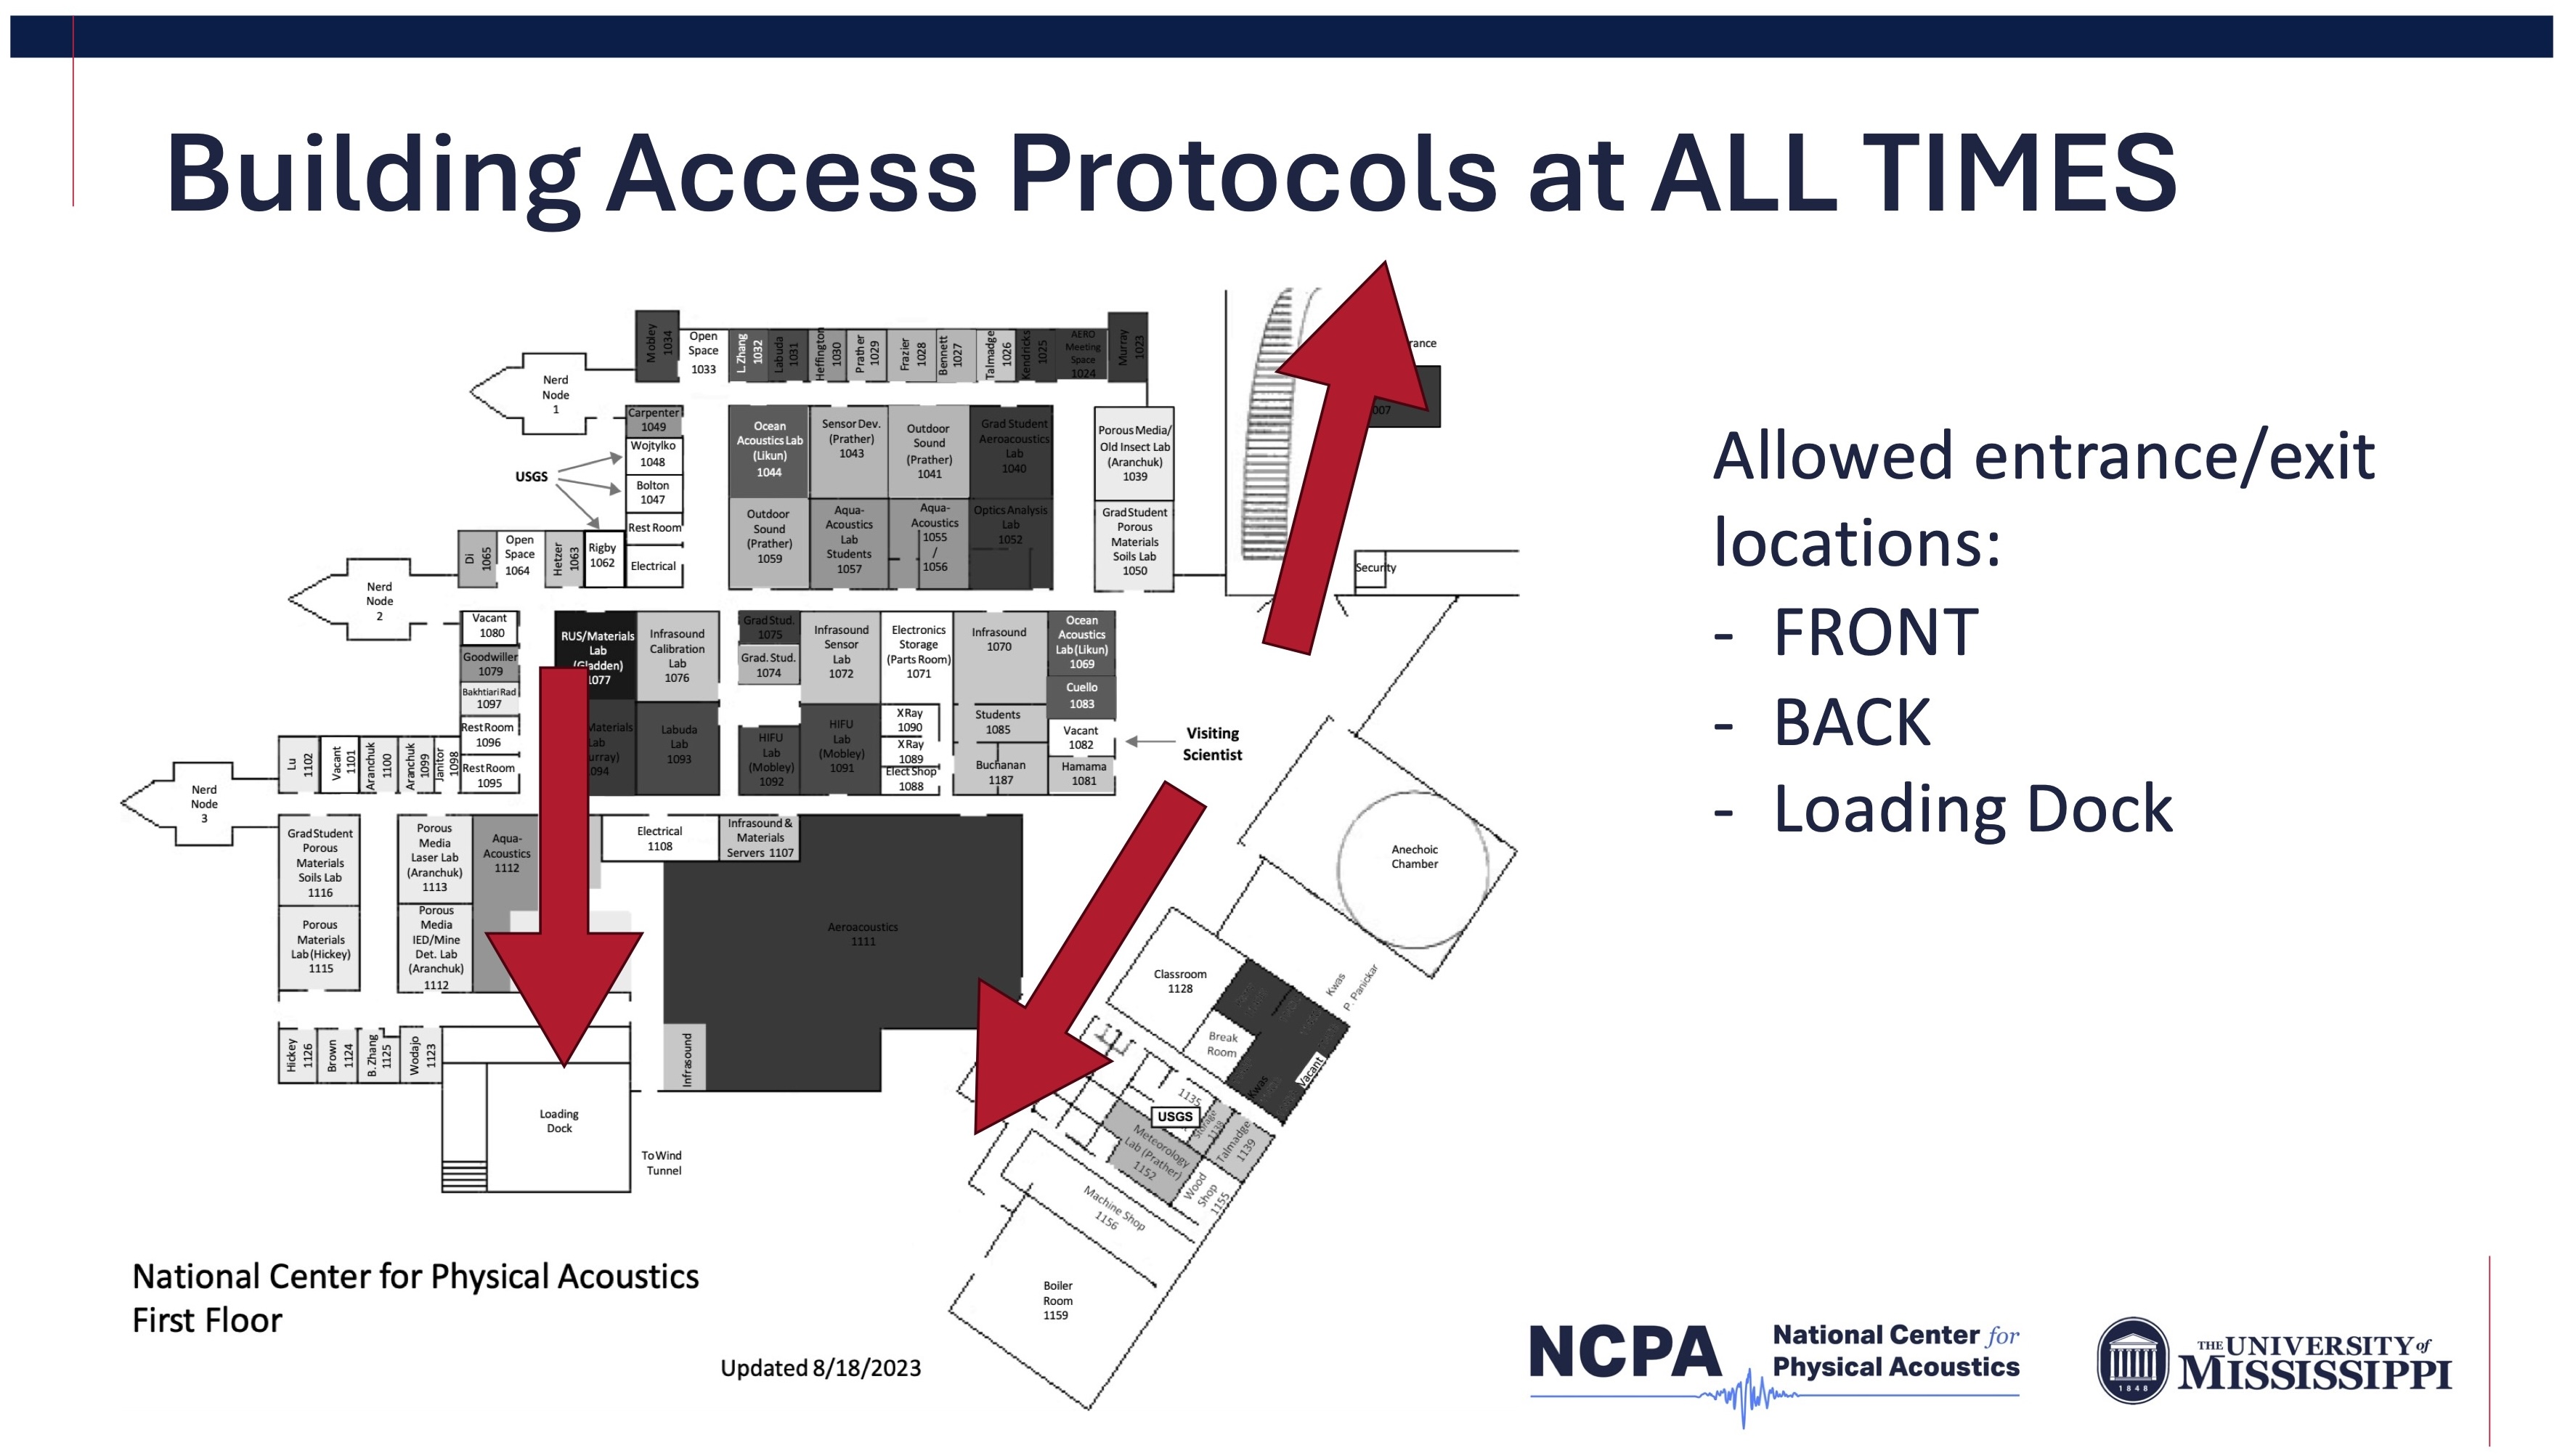 Building Access Protocols at ALL TIMES
Mobley
1034
Open
Space
1033
L.Zhang
1032
Labuda
1031
Heffington
1030
Prather
1029
Frazier
1028
Bennett
1027
Talmadge
1026
Kendricks
1025
AERO
Meeting
Space
1024
Murray
1023
rance
007
Nerd
Node
1
Carpenter
1049
Wojtylko
1048
Bolton
1047
Rest Room
Electrical
USGS
Ocean
Acoustics Lab
(Likun)
1044
Sensor Dev.
(Prather)
1043
Outdoor
Sound
(Prather)
1041
Grad Student
Aeroacoustics
Lab
1040
Porous Media/
Old Insect Lab
(Aranchuk)
1039
Outdoor
Sound
(Prather)
1059
Aqua-
Acoustics
Lab
Students
1057
Aqua-
Acoustics
1055
/
1056
Optics Analysis
Lab
1052
Grad Student
Porous
Materials
Soils Lab
1050
Di
1065
Open
Space
1064
Hetzer
1063
Rigby
1062
Security
Nerd
Node
2
Vacant
1080
Goodwiller
1079
Bakhtiari Rad
1097
Rest Room
1096
Rest Room
1095
RUS/Materials
Lab
(Gladden)
1077
Infrasound
Calibration
Lab
1076
Grad Stud.
1075
Grad. Stud.
1074
Infrasound
Sensor
Lab
1072
Electronics
Storage
(Parts Room)
1071
Infrasound
1070
Ocean
Acoustics
Lab (Likun)
1069
Cuello
1083
Materials
Lab
urray)
094
Labuda
Lab
1093
HIFU
Lab
(Mobley)
1092
HIFU
Lab
(Mobley)
1091
X Ray
1090
X Ray
1089
Elect Shop
1088
Students
1085
Buchanan
1187
Vacant
1082
Hamama
1081
Visiting
Scientist
Lu
1102
Vacant
1101
Aranchuk
1100
Aranchuk
1099
Janitor
1098
Nerd
Node
3
Grad Student
Porous
Materials
Soils Lab
1116
Porous
Media
Laser Lab
(Aranchuk)
1113
Aqua-
Acoustics
1112
Electrical
1108
Infrasound &
Materials
Servers 1107
Porous
Materials
Lab (Hickey)
1115
Porous
Media
IED/Mine
Det. Lab
(Aranchuk)
1112
Aeroacoustics
1111
Anechoic
Chamber
Classroom
1128
Kwas
P. Panickar
Break
Room
Vacant
Kwas
Hickey
1126
Brown
1124
B. Zhang
1125
Wodajo
1123
Infrasound
Loading
Dock
To Wind
Tunnel
1135
USGS
Storage
1138
Talmadge
1139
Meteorology
Lab (Prather)
1152
Wood
Shop
1155
Machine Shop
1156
Boiler
Room
1159
Allowed entrance/exit
locations:
- FRONT
- BACK
- Loading Dock
National Center for Physical Acoustics
First Floor
Updated 8/18/2023
NCPA
National Center for
Physical Acoustics
1848
THE UNIVERSITY of
MISSISSIPPI